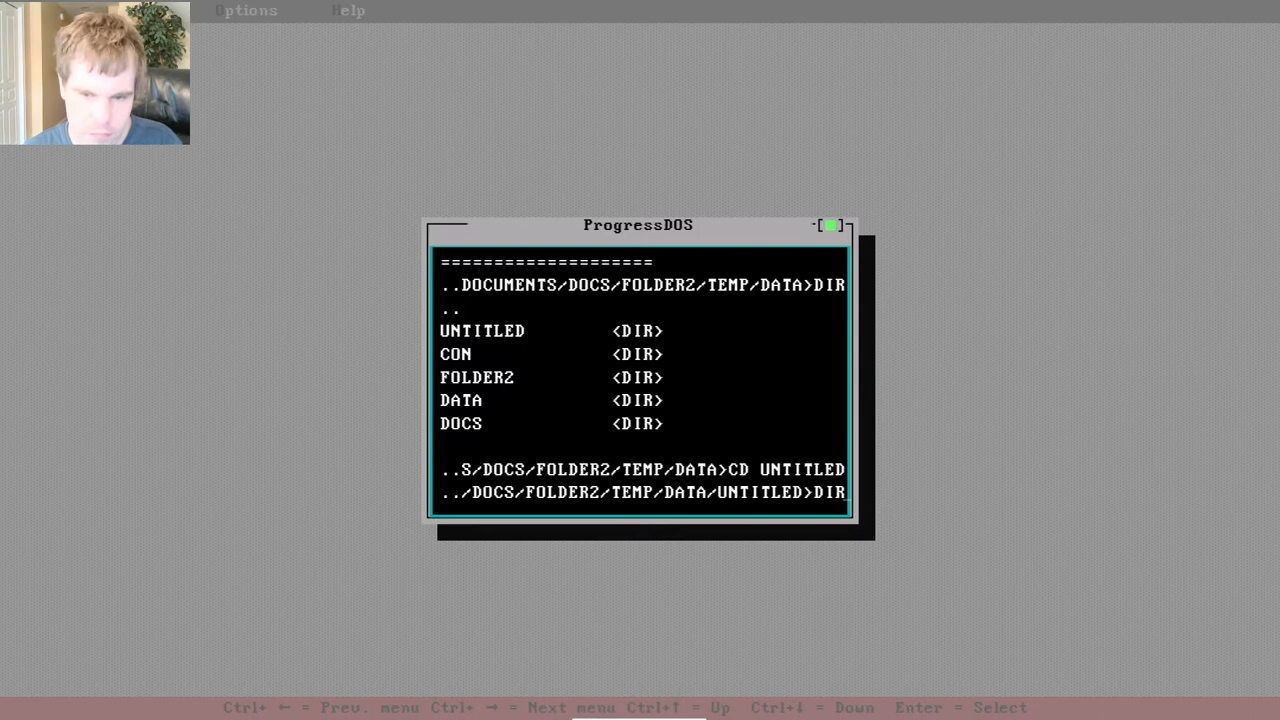 Options Help
ProgressDOS
====================
..DOCUMENTS/DOCS/FOLDER2/TEMP/DATA>DIR
..
UNTITLED <DIR>
CON <DIR>
FOLDER2 <DIR>
DATA <DIR>
DOCS <DIR>
..S/DOCS/FOLDER2/TEMP/DATA>CD UNTITLED
../DOCS/FOLDER2/TEMP/DATA/UNTITLED>DIR_
Ctrl+ ← = Prev. menu Ctrl+ → = Next menu Ctrl+↑ = Up Ctrl+↓ = Down Enter = Select